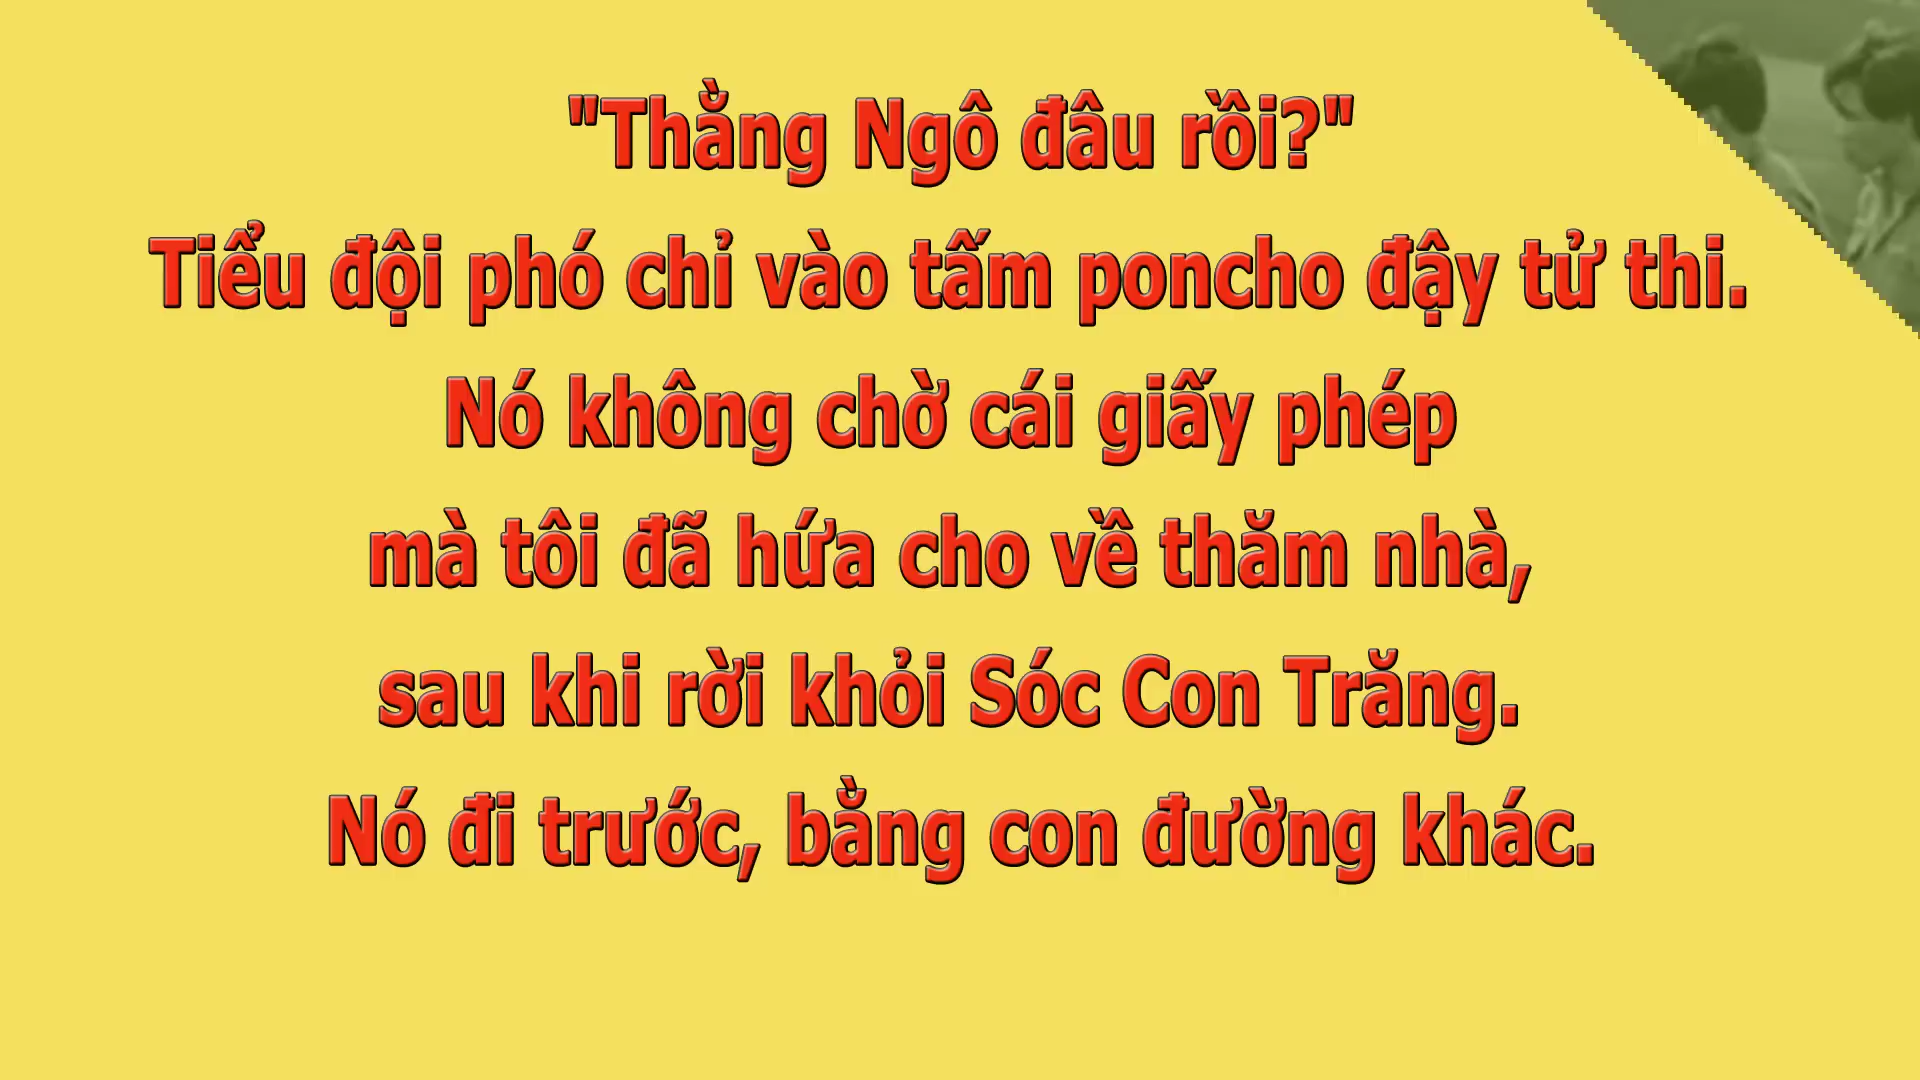 "Thằng Ngô đâu rồi?"
Tiểu đội phó chỉ vào tấm poncho đậy tử thi.
Nó không chờ cái giấy phép
mà tôi đã hứa cho về thăm nhà,
sau khi rời khỏi Sóc Con Trăng.
Nó đi trước, bằng con đường khác.